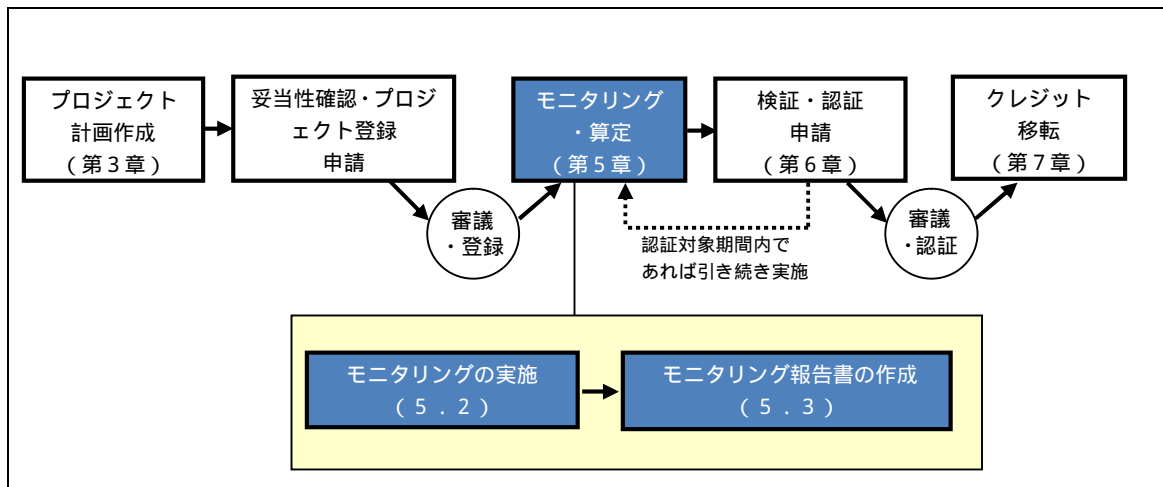 プロジェクト
計画作成
（第３章）
妥当性確認・プロジ
ェクト登録
申請
審議
・登録
モニタリング
・算定
（第５章）
検証・認証
申請
（第６章）
認証対象期間内で
あれば引き続き実施
審議
・認証
クレジット
移転
（第７章）
モニタリングの実施
（５．２）
モニタリング報告書の作成
（５．３）